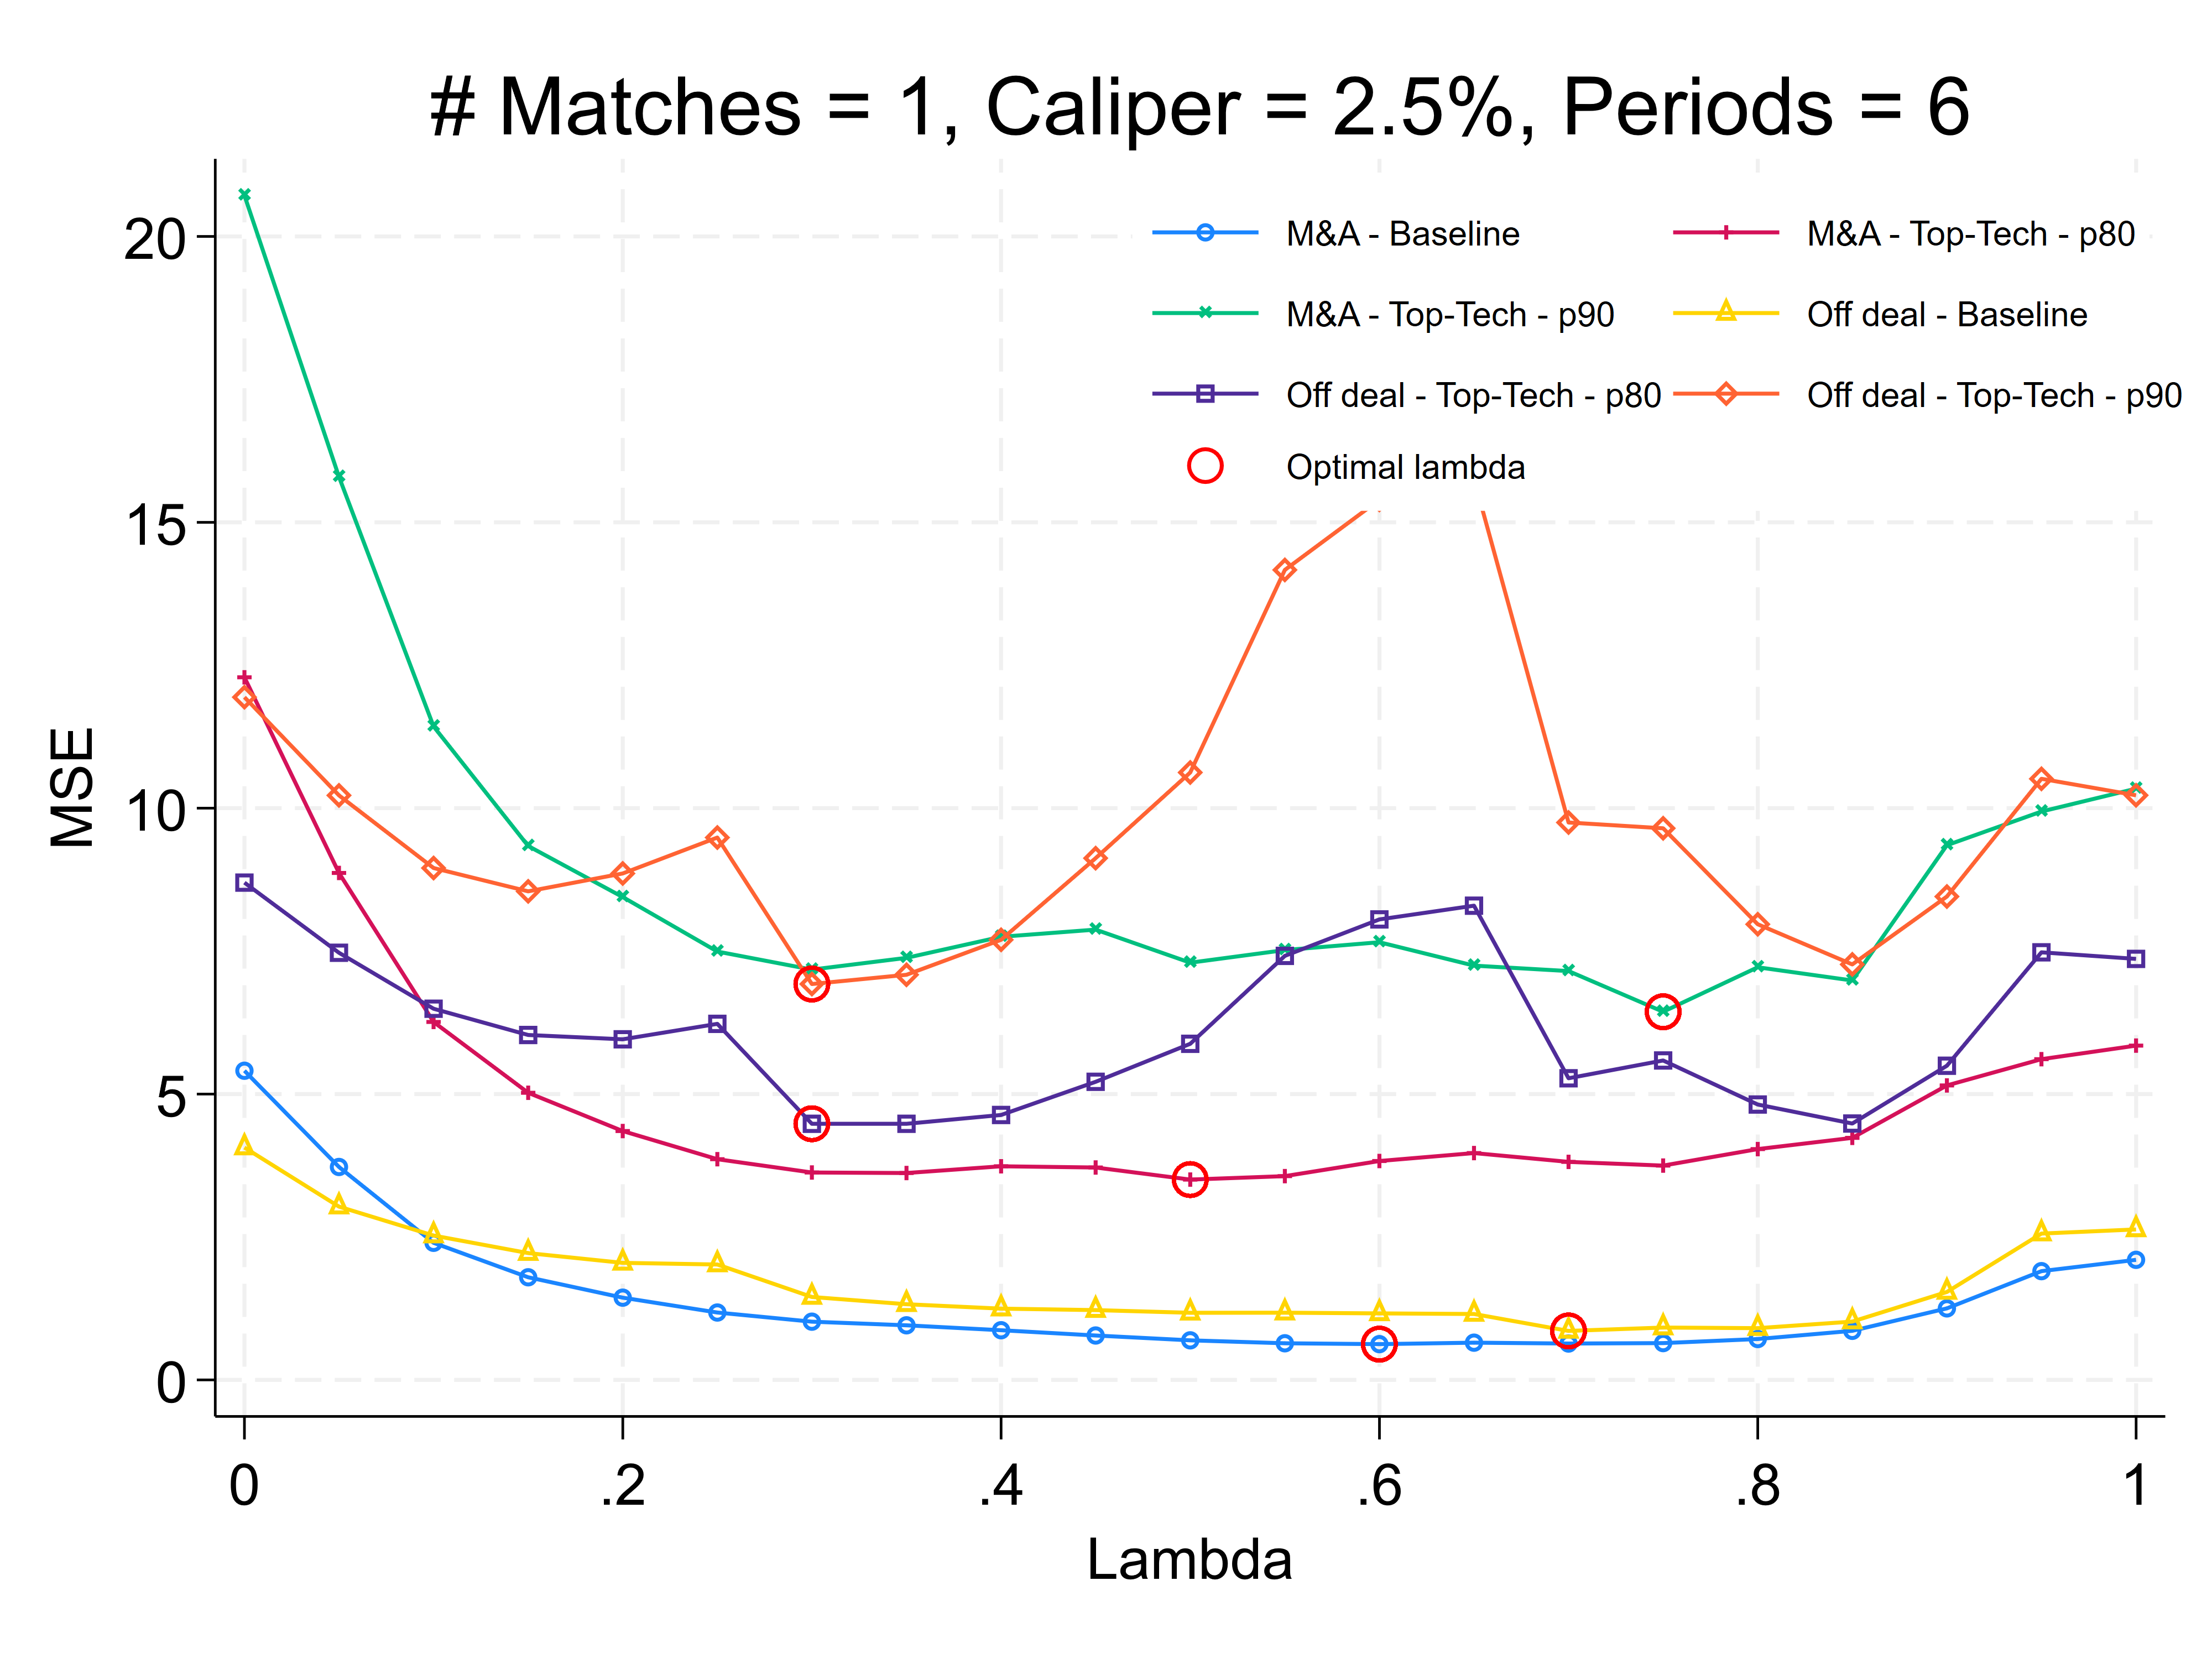 # Matches = 1, Caliper = 2.5%, Periods = 6
M&A - Baseline
M&A - Top-Tech - p80
M&A - Top-Tech - p90
Off deal - Baseline
Off deal - Top-Tech - p80
Off deal - Top-Tech - p90
Optimal lambda
MSE
20
15
10
5
0
0
.2
.4
.6
.8
1
Lambda